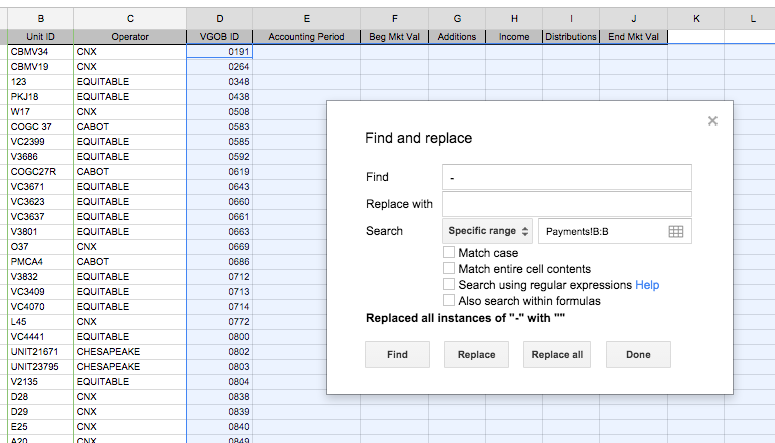 B C D E F G H I J K L
Unit ID Operator VGOB ID Accounting Period Beg Mkt Val Additions Income Distributions End Mkt Val
CBMV34 CNX 0191
CBMV19 CNX 0264
123 EQUITABLE 0348
PKJ18 EQUITABLE 0438
W17 CNX 0508
COGC 37 CABOT 0583
VC2399 EQUITABLE 0585
V3686 EQUITABLE 0592
COGC27R CABOT 0619
VC3671 EQUITABLE 0643
VC3623 EQUITABLE 0660
VC3637 EQUITABLE 0661
V3801 EQUITABLE 0663
O37 CNX 0669
PMCA4 CABOT 0686
V3832 EQUITABLE 0712
VC3409 EQUITABLE 0713
VC4070 EQUITABLE 0714
L45 CNX 0772
VC4441 EQUITABLE 0800
UNIT21671 CHESAPEAKE 0802
UNIT23795 CHESAPEAKE 0803
V2135 EQUITABLE 0804
D28 CNX 0838
D29 CNX 0839
E25 CNX 0840
A20 CNX 0849
Find and replace
Find -
Replace with
Search Specific range Payments!B:B
Match case
Match entire cell contents
Search using regular expressions Help
Also search within formulas
Replaced all instances of "-" with ""
Find Replace Replace all Done